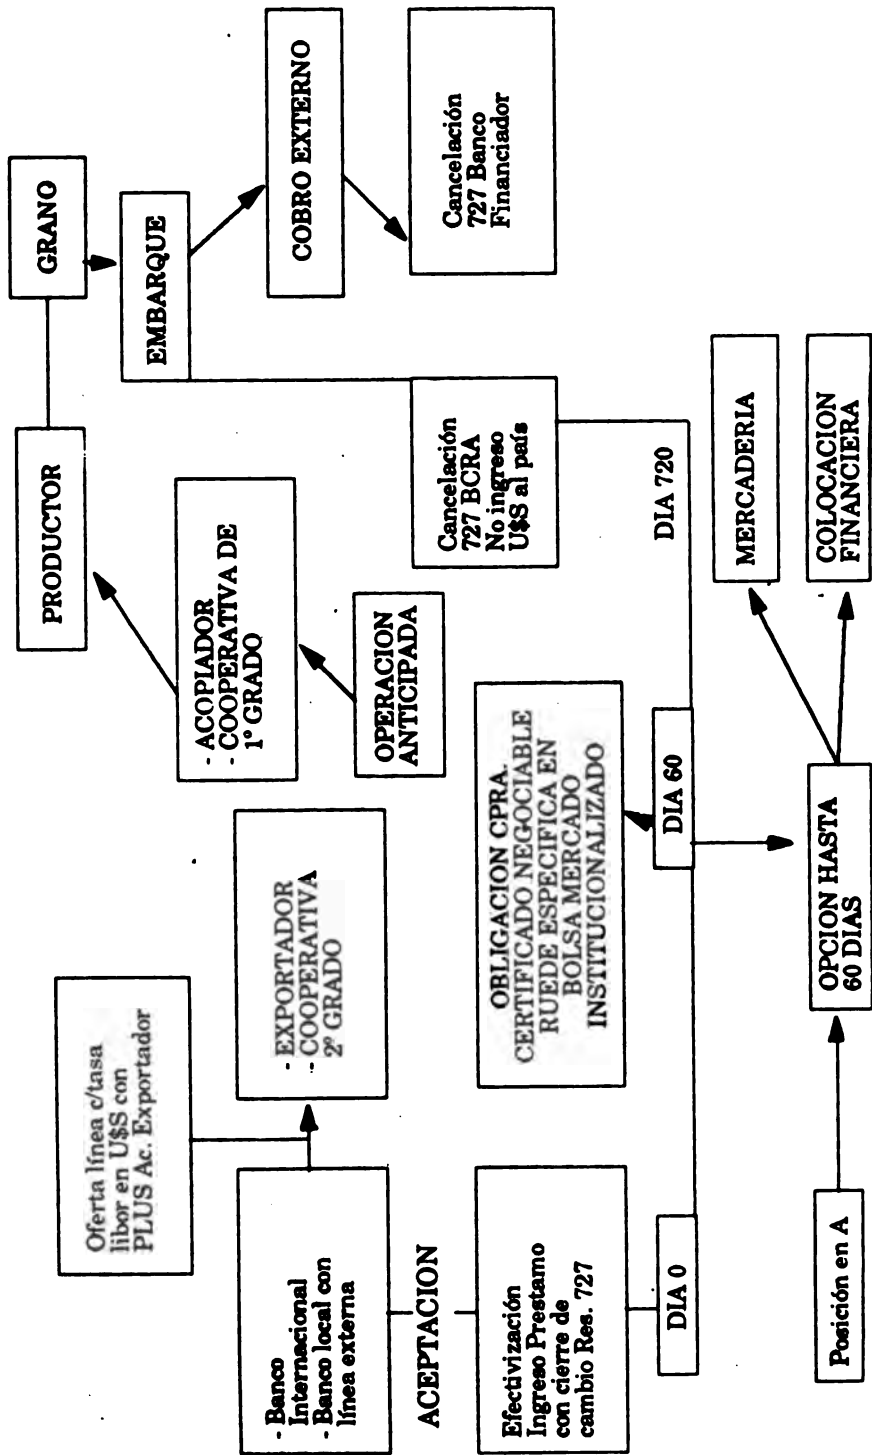 Oferta línea c/tasa
libor en U$S con
PLUS Ac. Exportador
- Banco
Internacional
- Banco local con
línea externa
- EXPORTADOR
- COOPERATIVA
2º GRADO
ACEPTACION
Efectivización
Ingreso Prestamo
con cierre de
cambio Res. 727
DIA 0
Posición en A
OBLIGACION CPRA.
CERTIFICADO NEGOCIABLE
RUEDE ESPECIFICA EN
BOLSA MERCADO
INSTITUCIONALIZADO
DIA 60
OPCION HASTA
60 DIAS
MERCADERIA
COLOCACION
FINANCIERA
OPERACION
ANTICIPADA
- ACOPIADOR
- COOPERATIVA DE
1º GRADO
PRODUCTOR
GRANO
EMBARQUE
COBRO EXTERNO
Cancelación
727 Banco
Financiador
Cancelación
727 BCRA
No ingreso
U$S al país
DIA 720